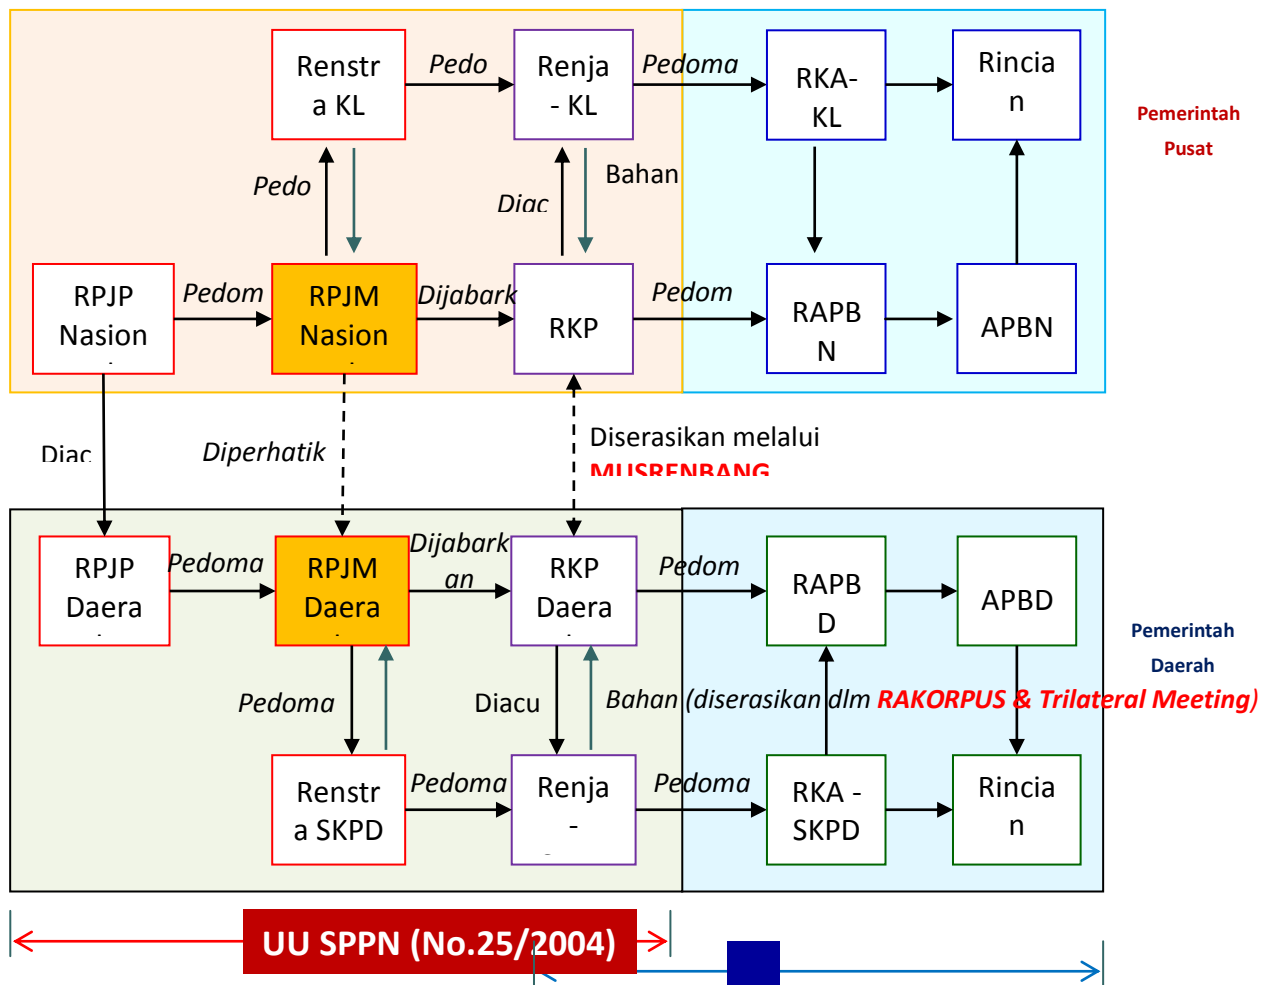 Renstr
a KL
Pedo
Renja
- KL
Pedoma
RKA-
KL
Rincia
n
Pemerintah
Pusat
Pedo
Diac
Bahan
RPJP
Nasion
Pedom
RPJM
Nasion
Dijabark
RKP
Pedom
RAPB
N
APBN
Diac
Diperhatik
Diserasikan melalui
MUSRENBANG
RPJP
Daera
Pedoma
RPJM
Daera
Dijabark
an
RKP
Daera
Pedom
RAPB
D
APBD
Pemerintah
Daerah
Pedoma
Diacu
Bahan (diserasikan dlm RAKORPUS & Trilateral Meeting)
Renstr
a SKPD
Pedoma
Renja
-
Pedoma
RKA -
SKPD
Rincia
n
UU SPPN (No.25/2004)